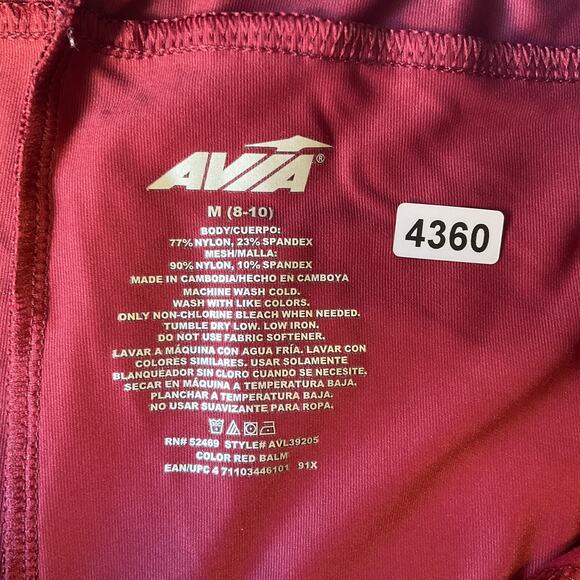 AVIA®
M (8-10)
4360
BODY/CUERPO:
77% NYLON, 23% SPANDEX
MESH/MALLA:
90% NYLON, 10% SPANDEX
MADE IN CAMBODIA/HECHO EN CAMBOYA
MACHINE WASH COLD.
WASH WITH LIKE COLORS.
ONLY NON-CHLORINE BLEACH WHEN NEEDED.
TUMBLE DRY LOW. LOW IRON.
DO NOT USE FABRIC SOFTENER.
LAVAR A MÁQUINA CON AGUA FRÍA. LAVAR CON
COLORES SIMILARES. USAR SOLAMENTE
BLANQUEADOR SIN CLORO CUANDO SE NECESITE.
SECAR EN MÁQUINA A TEMPERATURA BAJA.
PLANCHAR A TEMPERATURA BAJA.
NO USAR SUAVIZANTE PARA ROPA.
RN# 52469 STYLE# AVL39205
COLOR RED BALM
EAN/UPC 4 71103446101 91X